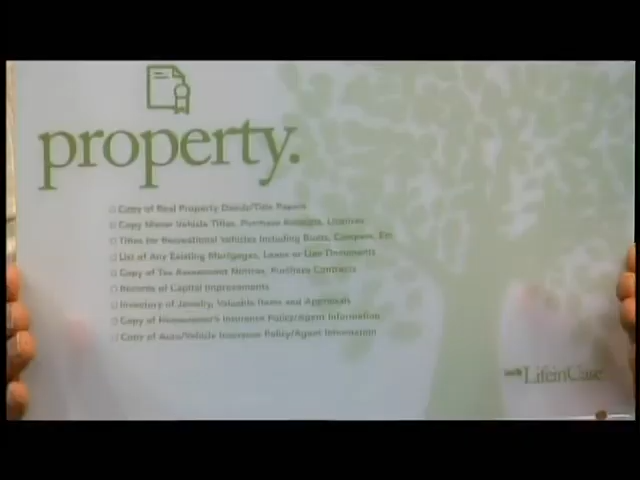 property.
Copy of Real Property Deeds/Title Papers
Copy Motor Vehicle Titles, Purchase Receipts, Licenses
Titles for Recreational Vehicles Including Boats, Campers, Etc.
List of Any Existing Mortgages, Loans or Lien Documents
Copy of Tax Assessment Notices, Purchase Contracts
Records of Capital Improvements
Inventory of Jewelry, Valuable Items and Appraisals
Copy of Homeowner's Insurance Policy/Agent Information
Copy of Auto/Vehicle Insurance Policy/Agent Information
LifeinCase